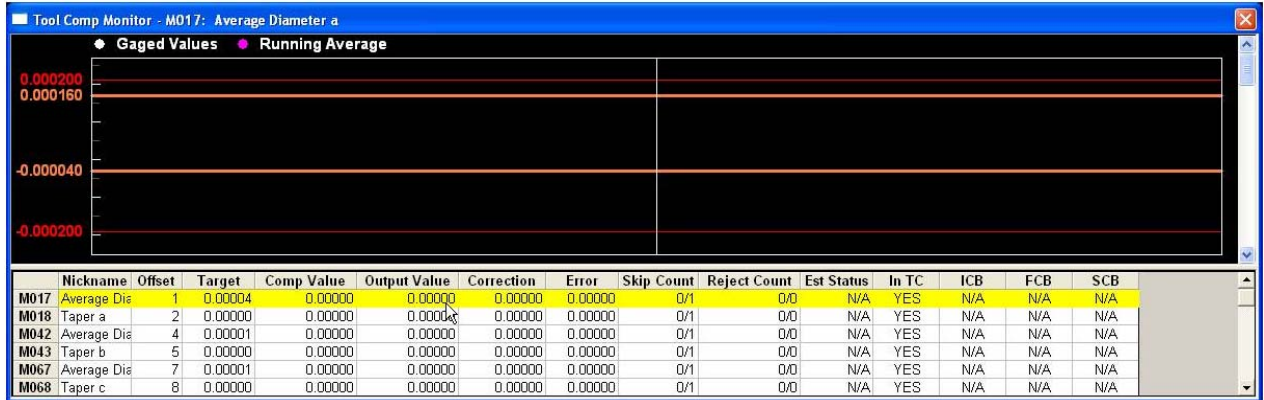 Tool Comp Monitor - M017: Average Diameter a
Gaged Values Running Average
0.000200
0.000160
-0.000040
-0.000200
Nickname Offset Target Comp Value Output Value Correction Error Skip Count Reject Count Est Status In TC ICB FCB SCB
M017 Average Dia 1 0.00004 0.00000 0.00000 0.00000 0.00000 0/1 0/0 N/A YES N/A N/A N/A
M018 Taper a 2 0.00000 0.00000 0.00000 0.00000 0.00000 0/1 0/0 N/A YES N/A N/A N/A
M042 Average Dia 4 0.00001 0.00000 0.00000 0.00000 0.00000 0/1 0/0 N/A YES N/A N/A N/A
M043 Taper b 5 0.00000 0.00000 0.00000 0.00000 0.00000 0/1 0/0 N/A YES N/A N/A N/A
M067 Average Dia 7 0.00001 0.00000 0.00000 0.00000 0.00000 0/1 0/0 N/A YES N/A N/A N/A
M068 Taper c 8 0.00000 0.00000 0.00000 0.00000 0.00000 0/1 0/0 N/A YES N/A N/A N/A